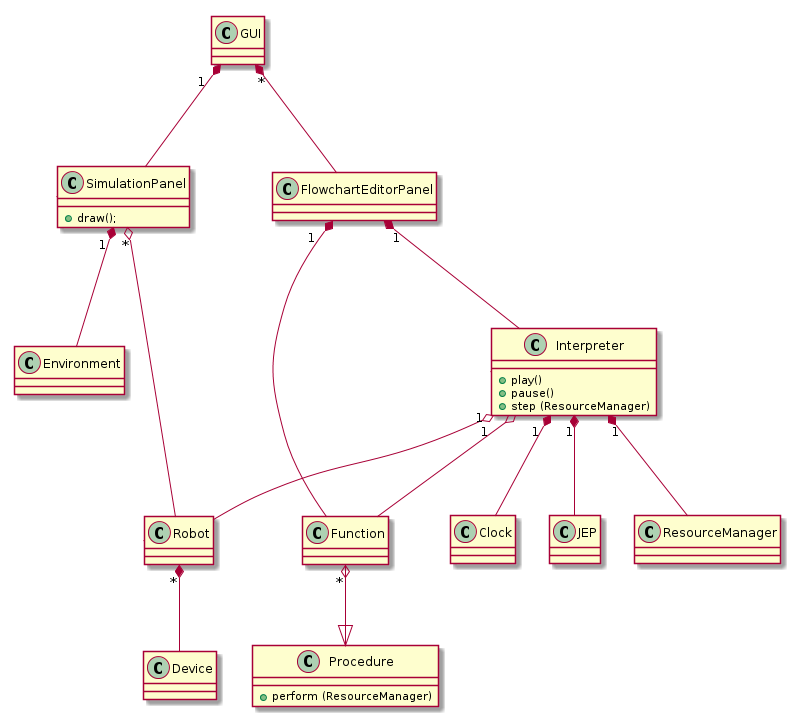 C GUI
1
*
C SimulationPanel
draw();
C FlowchartEditorPanel
1
*
1
1
C Environment
C Interpreter
play()
pause()
step (ResourceManager)
1
1
1
1
1
C Robot
C Function
C Clock
C JEP
C ResourceManager
*
*
C Device
C Procedure
perform (ResourceManager)